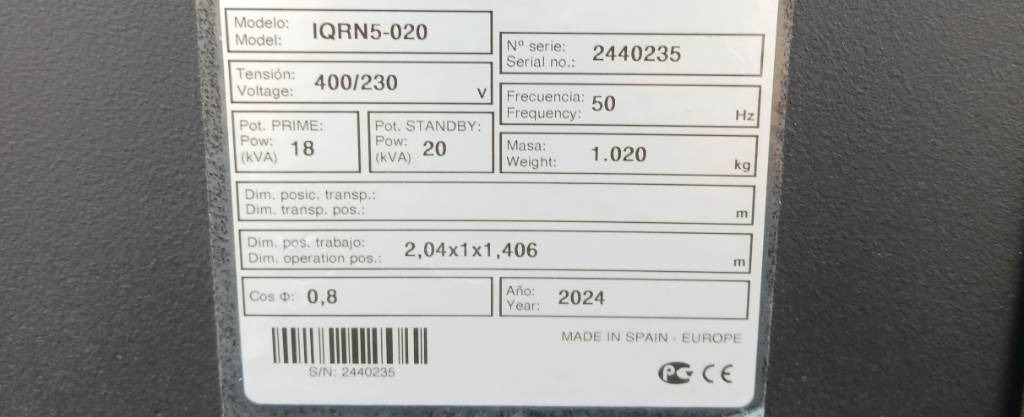 Modelo:
Model: IQRN5-020
Nº serie:
Serial no.: 2440235
Tensión:
Voltage: 400/230 V
Frecuencia:
Frequency: 50 Hz
Pot. PRIME:
Pow: 18
(kVA)
Pot. STANDBY:
Pow: 20
(kVA)
Masa:
Weight: 1.020 kg
Dim. posic. transp.:
Dim. transp. pos.: m
Dim. pos. trabajo:
Dim. operation pos.: 2,04x1x1,406 m
Cos Φ: 0,8
Año:
Year: 2024
S/N: 2440235
MADE IN SPAIN - EUROPE
PG CE